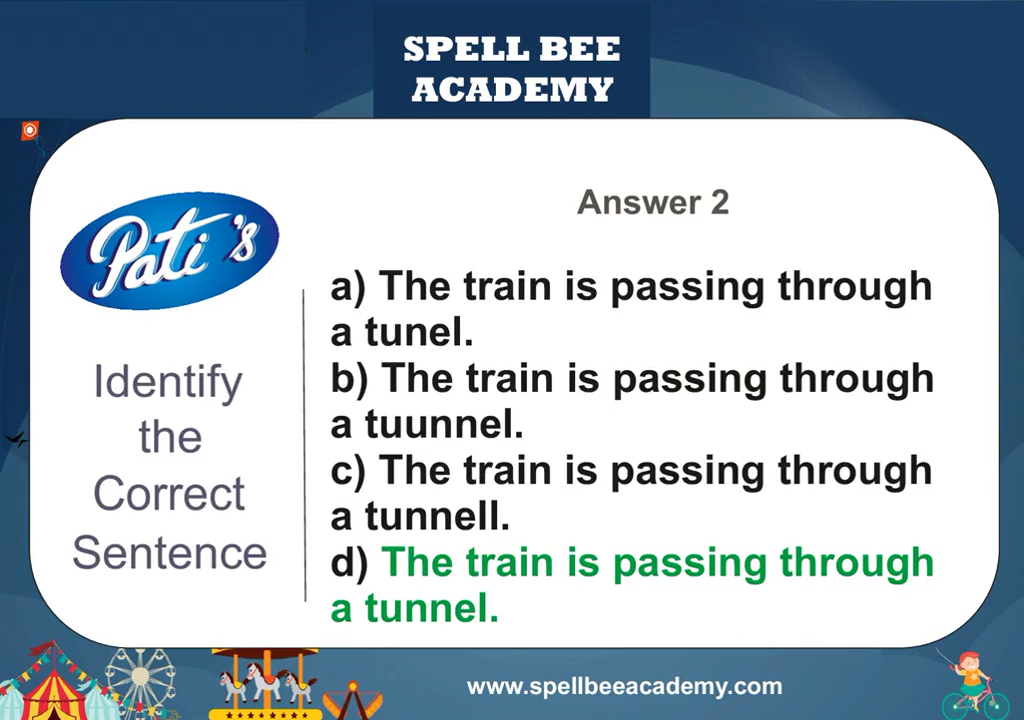 SPELL BEE
ACADEMY
Pati's
Answer 2
Identify
the
Correct
Sentence
a) The train is passing through
a tunel.
b) The train is passing through
a tuunnel.
c) The train is passing through
a tunnell.
d) The train is passing through
a tunnel.
www.spellbeeacademy.com